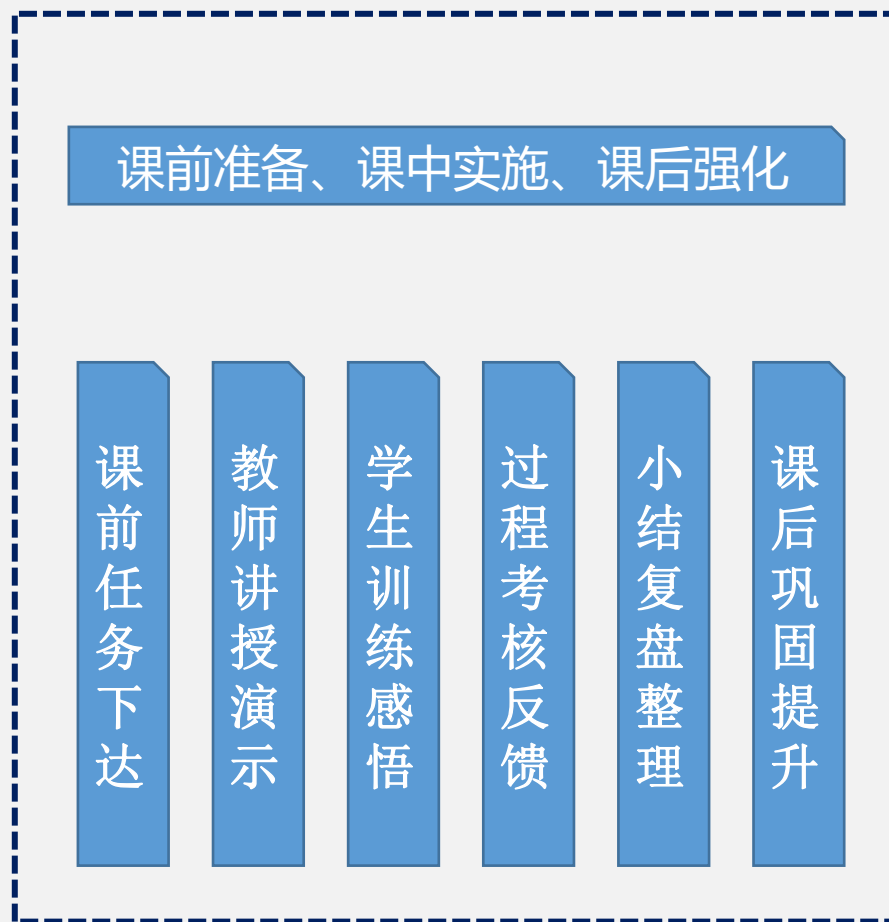 课前准备、课中实施、课后强化
课前任务下达
教师讲授演示
学生训练感悟
过程考核反馈
小结复盘整理
课后巩固提升